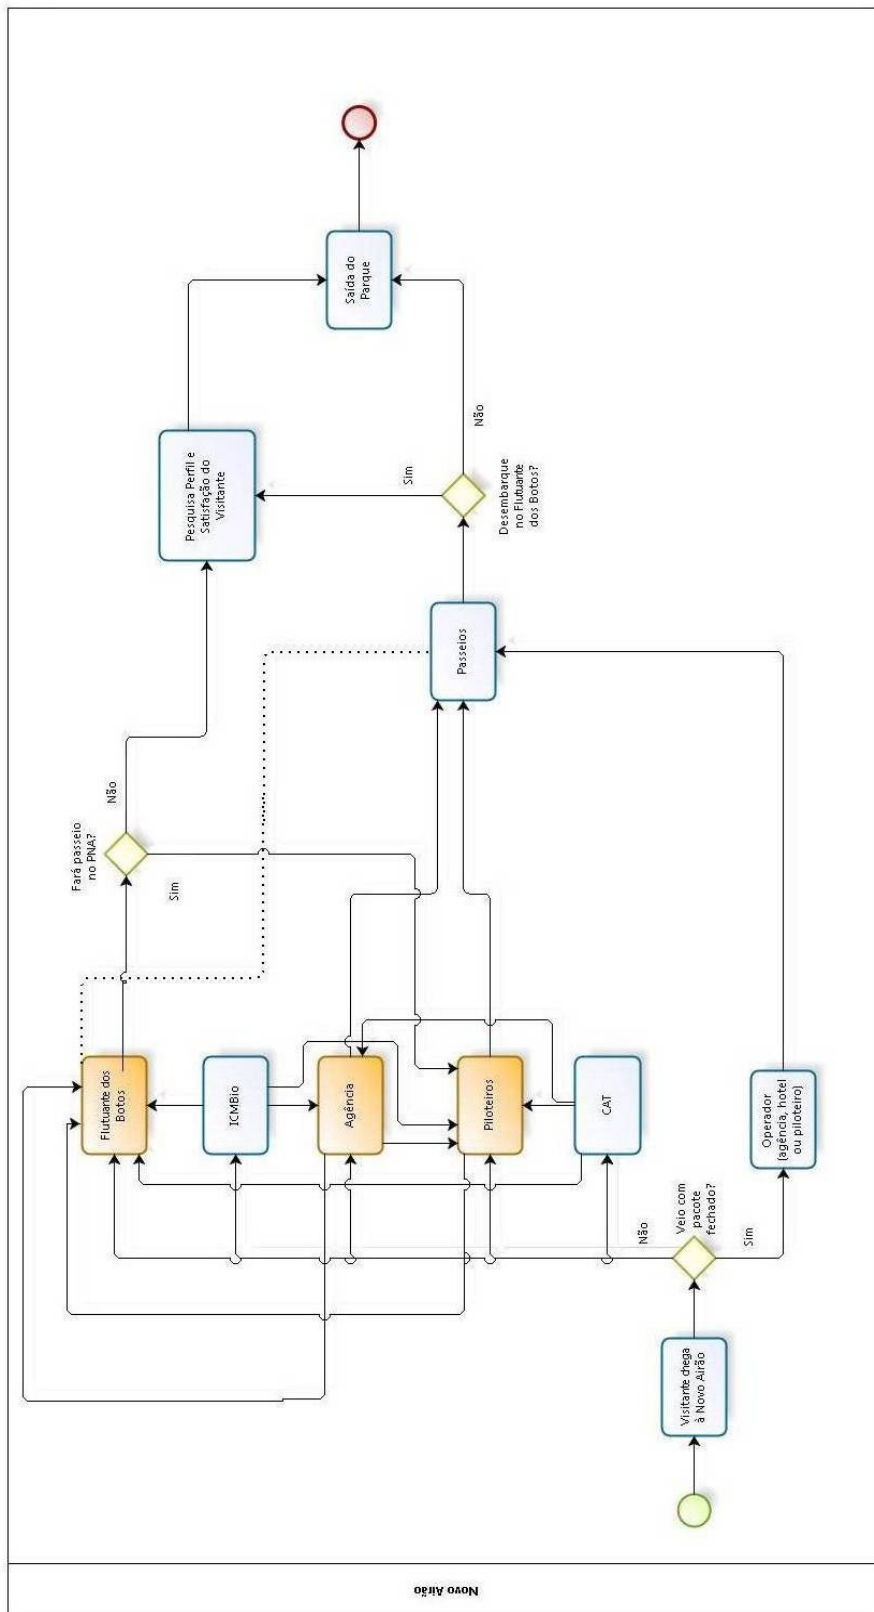 Novo Airão
Visitante chega
à Novo Airão
Veio com
pacote
fechado?
Não
Sim
Operador
(agência, hotel
ou piloteiro)
Flutuante dos
Botos
ICMBio
Agência
Piloteiros
CAT
Fará passeio
no PNA?
Não
Sim
Passeios
Desembarque
no Flutuante
dos Botos?
Sim
Não
Pesquisa Perfil e
Satisfação do
Visitante
Saída do
Parque